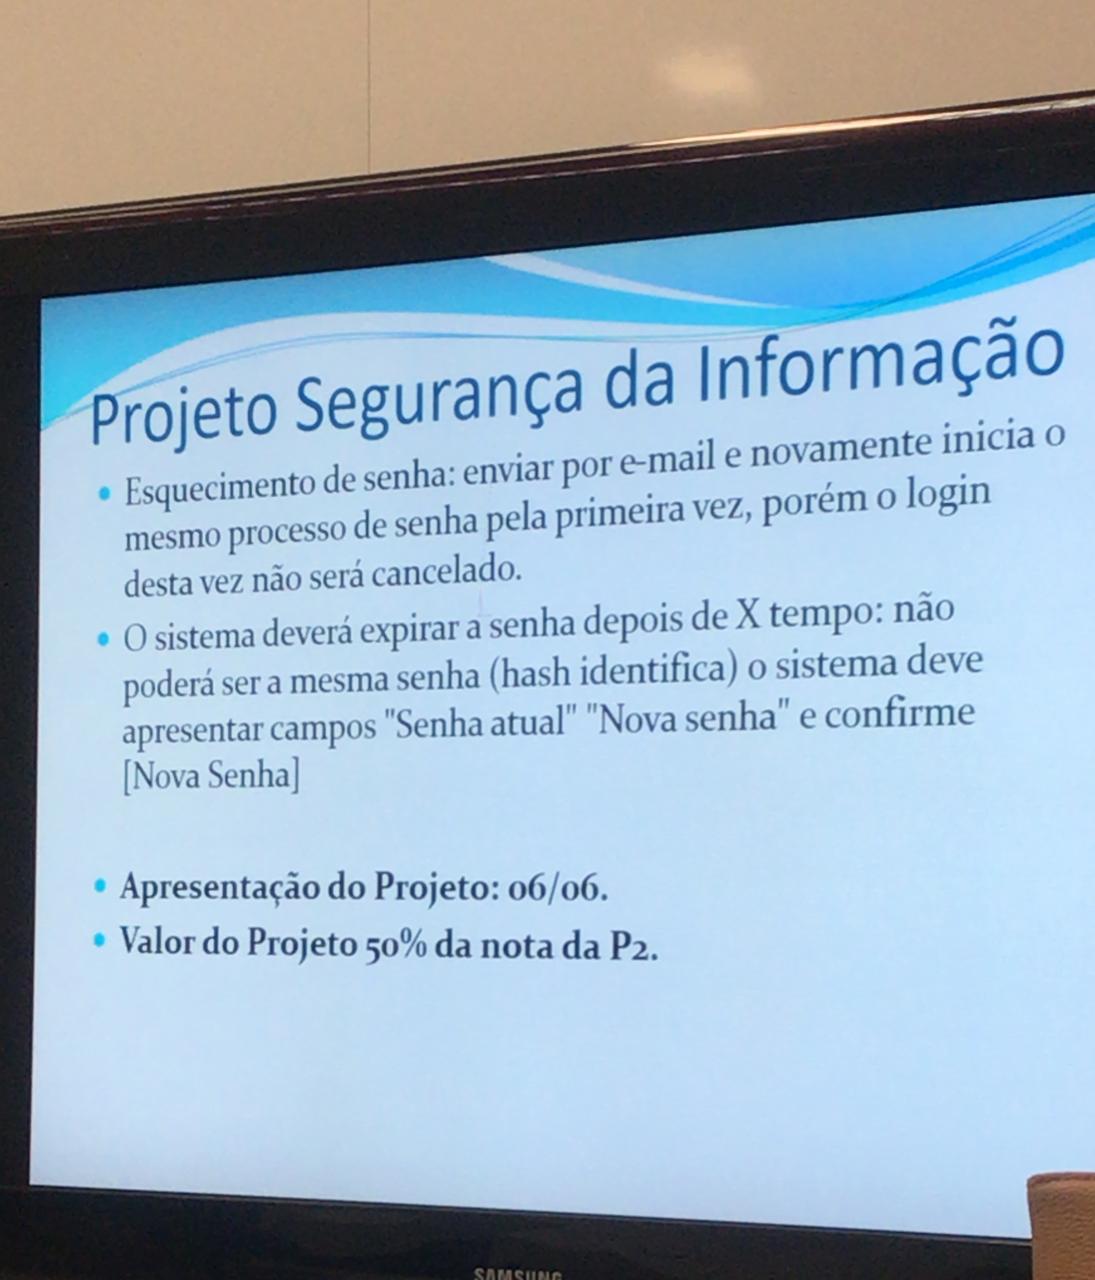 Projeto Segurança da Informação
• Esquecimento de senha: enviar por e-mail e novamente inicia o
mesmo processo de senha pela primeira vez, porém o login
desta vez não será cancelado.
• O sistema deverá expirar a senha depois de X tempo: não
poderá ser a mesma senha (hash identifica) o sistema deve
apresentar campos "Senha atual" "Nova senha" e confirme
[Nova Senha]
• Apresentação do Projeto: 06/06.
• Valor do Projeto 50% da nota da P2.
SAMSUNG